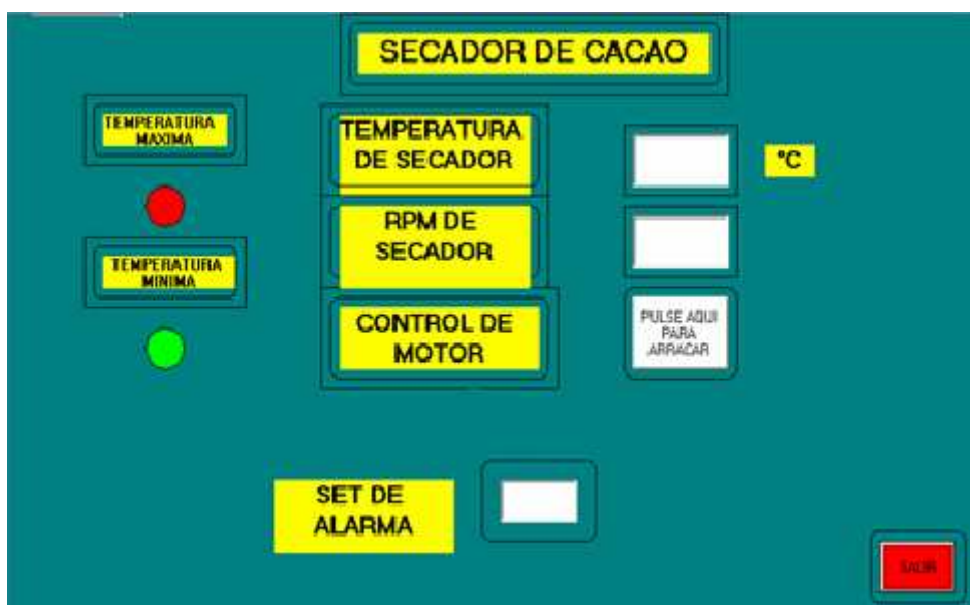 SECADOR DE CACAO
TEMPERATURA
MAXIMA
TEMPERATURA
DE SECADOR
°C
RPM DE
SECADOR
TEMPERATURA
MINIMA
CONTROL DE
MOTOR
PULSE AQUI
PARA
ARRACAR
SET DE
ALARMA
SALIR